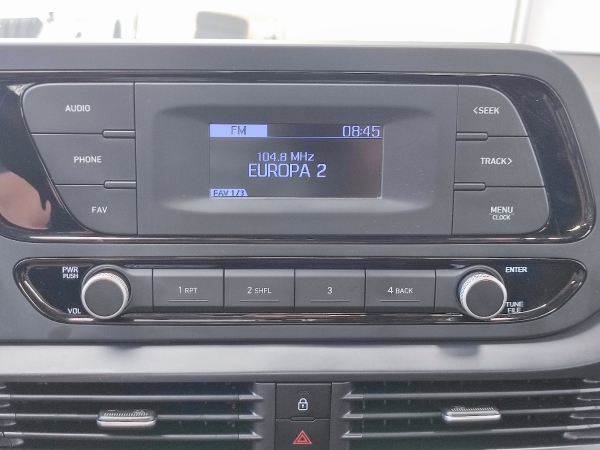 AUDIO
PHONE
FAV
FM 08:45
104.8 MHz
EUROPA 2
FAV 1/3
<SEEK
TRACK>
MENU
CLOCK
PWR
PUSH
VOL
1 RPT
2 SHFL
3
4 BACK
ENTER
TUNE
FILE